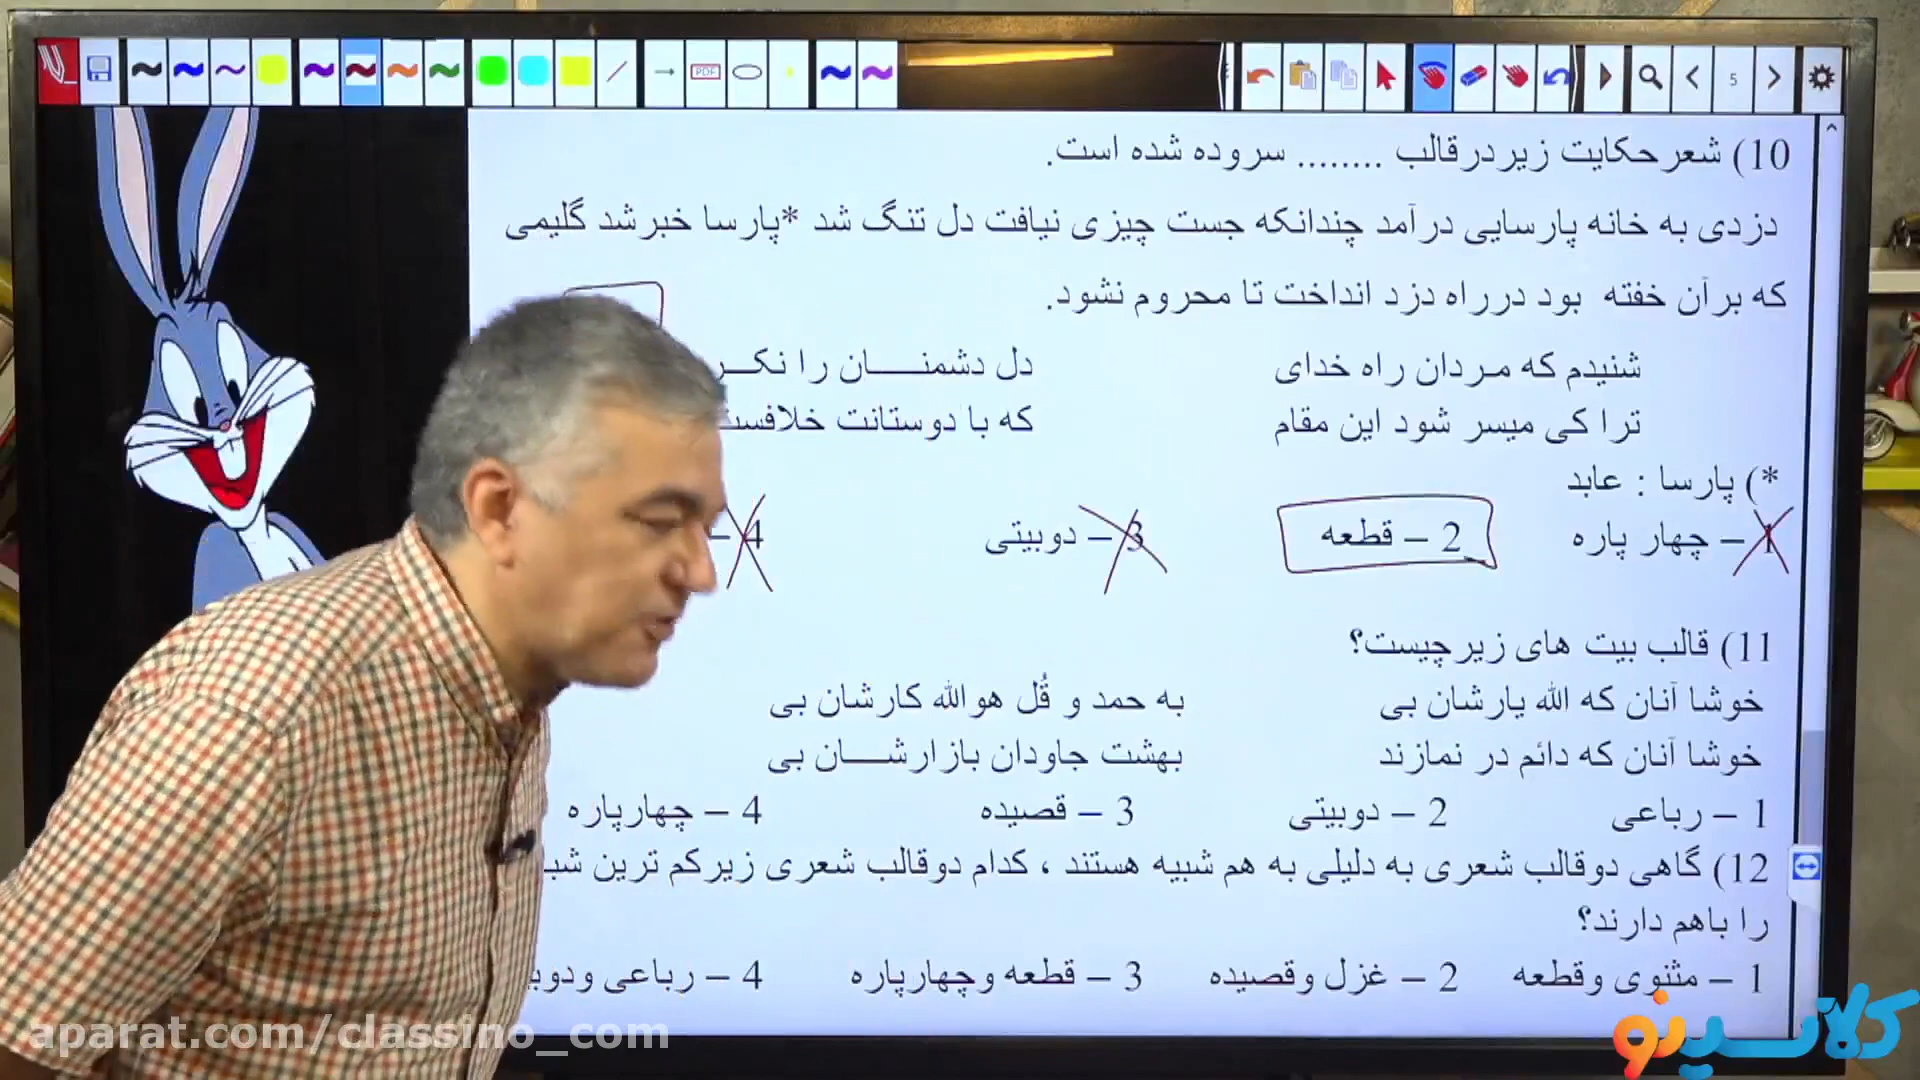 PDF
5
10) شعرحکایت زیردرقالب ........ سروده شده است.
دزدی به خانه پارسایی درآمد چندانکه جست چیزی نیافت دل تنگ شد *پارسا خبرشد گلیمی
که برآن خفته بود درراه دزد انداخت تا محروم نشود.
شنیدم که مردان راه خدای دل دشمنـــــان را
ترا کی میسر شود این مقام که با دوستانت
*) پارسا : عابد
1 – چهار پاره 2 – قطعه 3 – دوبیتی 4 –
11) قالب بیت های زیرچیست؟
خوشا آنان که الله یارشان بی به حمد و قُل هوالله کارشان بی
خوشا آنان که دائم در نمازند بهشت جاودان بازارشـــان بی
1 – رباعی 2 – دوبیتی 3 – قصیده 4 – چهارپاره
12) گاهی دوقالب شعری به دلیلی به هم شبیه هستند ، کدام دوقالب شعری زیرکم ترین
را باهم دارند؟
1 – مثنوی وقطعه 2 – غزل وقصیده 3 – قطعه وچهارپاره 4 – رباعی
aparat.com/classino_com
کلاسینو